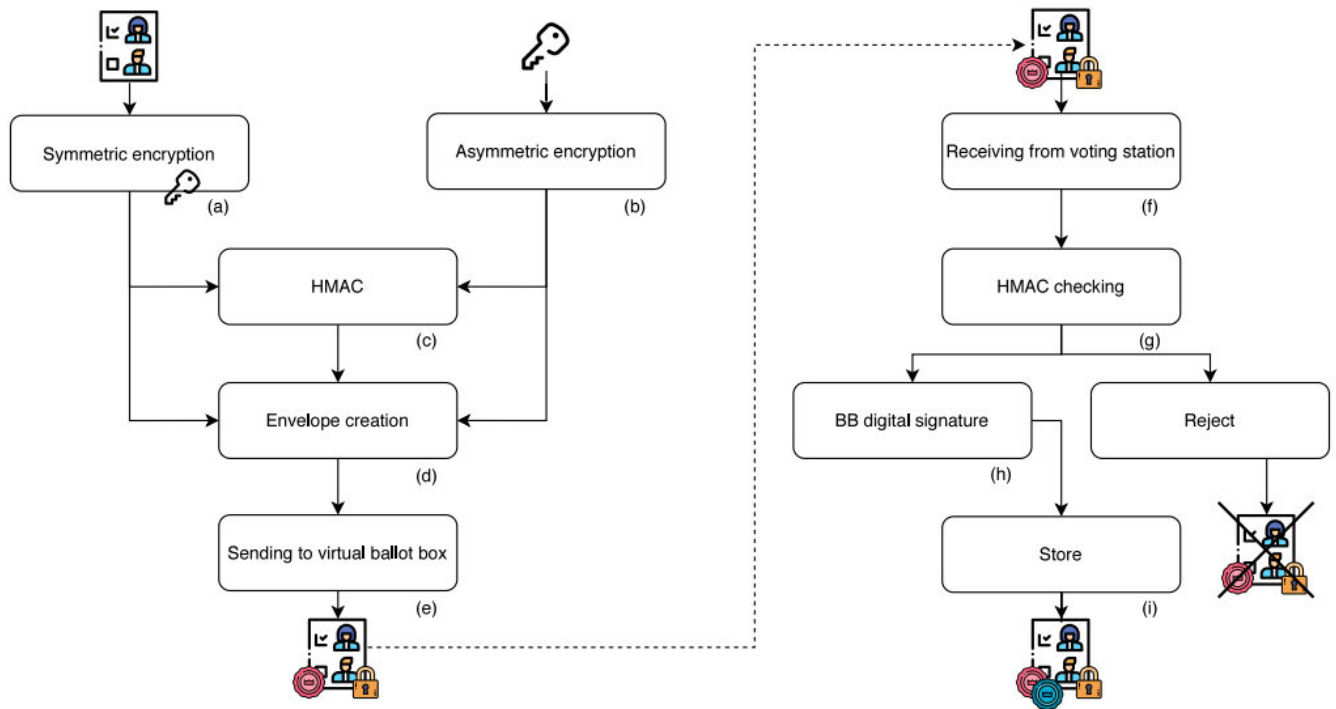 Symmetric encryption
(a)
Asymmetric encryption
(b)
HMAC
(c)
Envelope creation
(d)
Sending to virtual ballot box
(e)
Receiving from voting station
(f)
HMAC checking
(g)
BB digital signature
(h)
Reject
Store
(i)